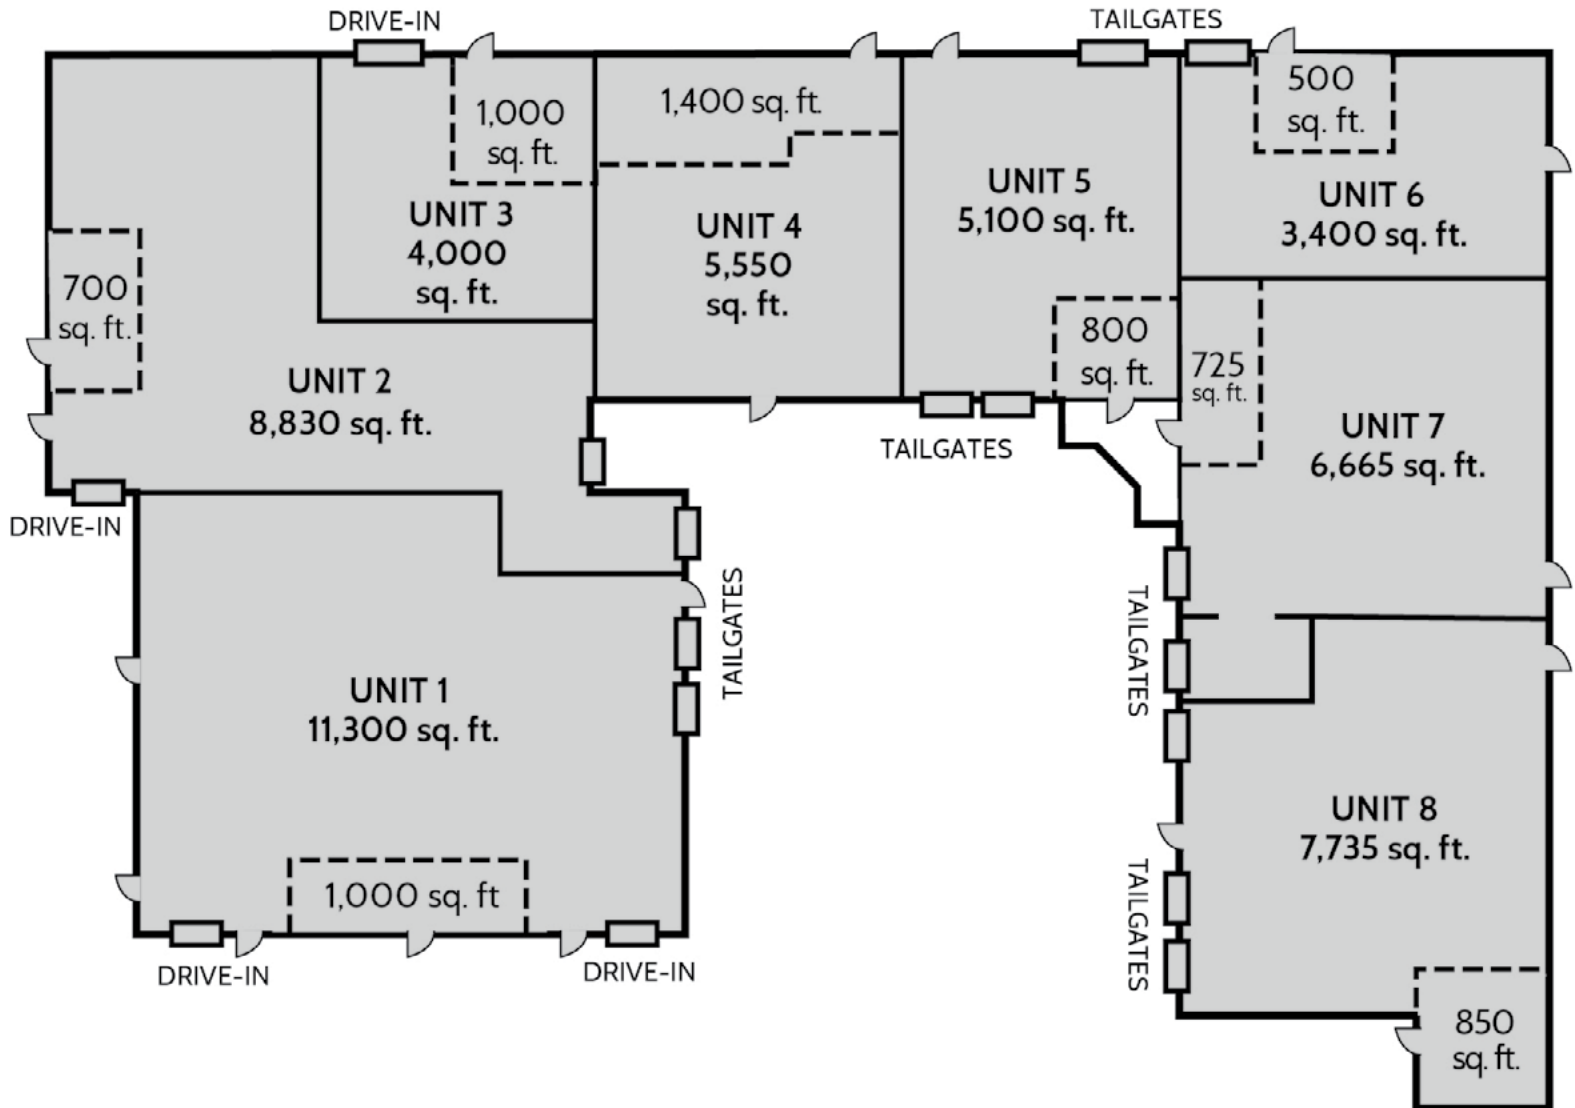 DRIVE-IN
TAILGATES
1,000
sq. ft.
1,400 sq. ft.
500
sq. ft.
UNIT 3
4,000
sq. ft.
UNIT 4
5,550
sq. ft.
UNIT 5
5,100 sq. ft.
UNIT 6
3,400 sq. ft.
700
sq. ft.
800
sq. ft.
725
sq. ft.
UNIT 2
8,830 sq. ft.
UNIT 7
6,665 sq. ft.
TAILGATES
DRIVE-IN
TAILGATES
TAILGATES
UNIT 1
11,300 sq. ft.
UNIT 8
7,735 sq. ft.
1,000 sq. ft
TAILGATES
DRIVE-IN
DRIVE-IN
850
sq. ft.